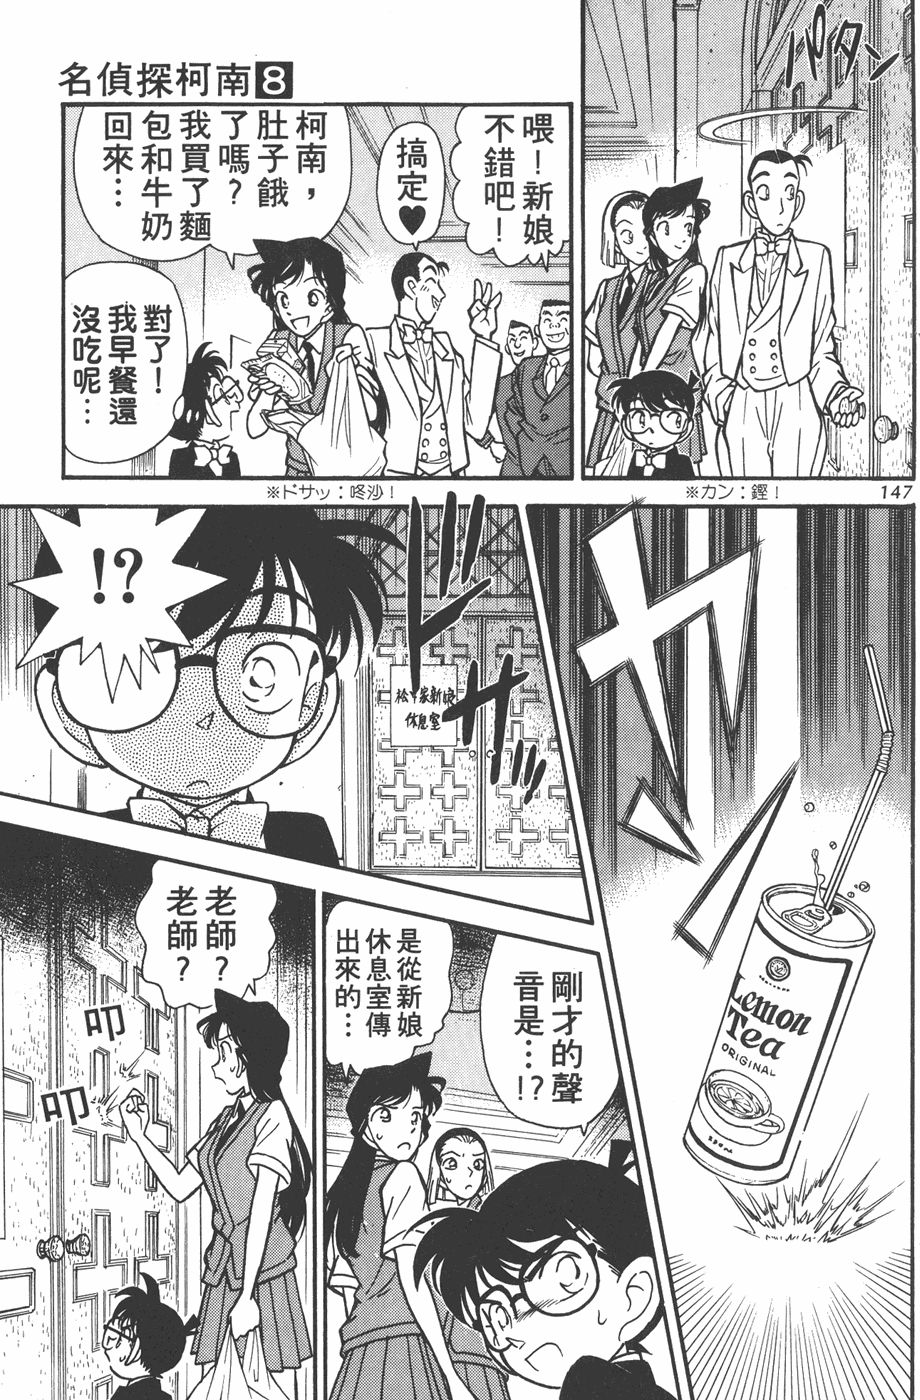 名偵探柯南8
パタン
喂！新娘
不錯吧！
搞定♥
柯南，
肚子餓
了嗎？
我買了麵
包和牛奶
回來…
對了！
我早餐還
沒吃呢…
※カン：鏗！
147
※ドサッ：咚沙！
カン
Lemon
Tea
ORIGINAL
ドサッ
家新娘
休息室
!?
剛才的聲
音是…!?
是從新娘
休息室傳
出來的…
老師？
老師？
叩
叩